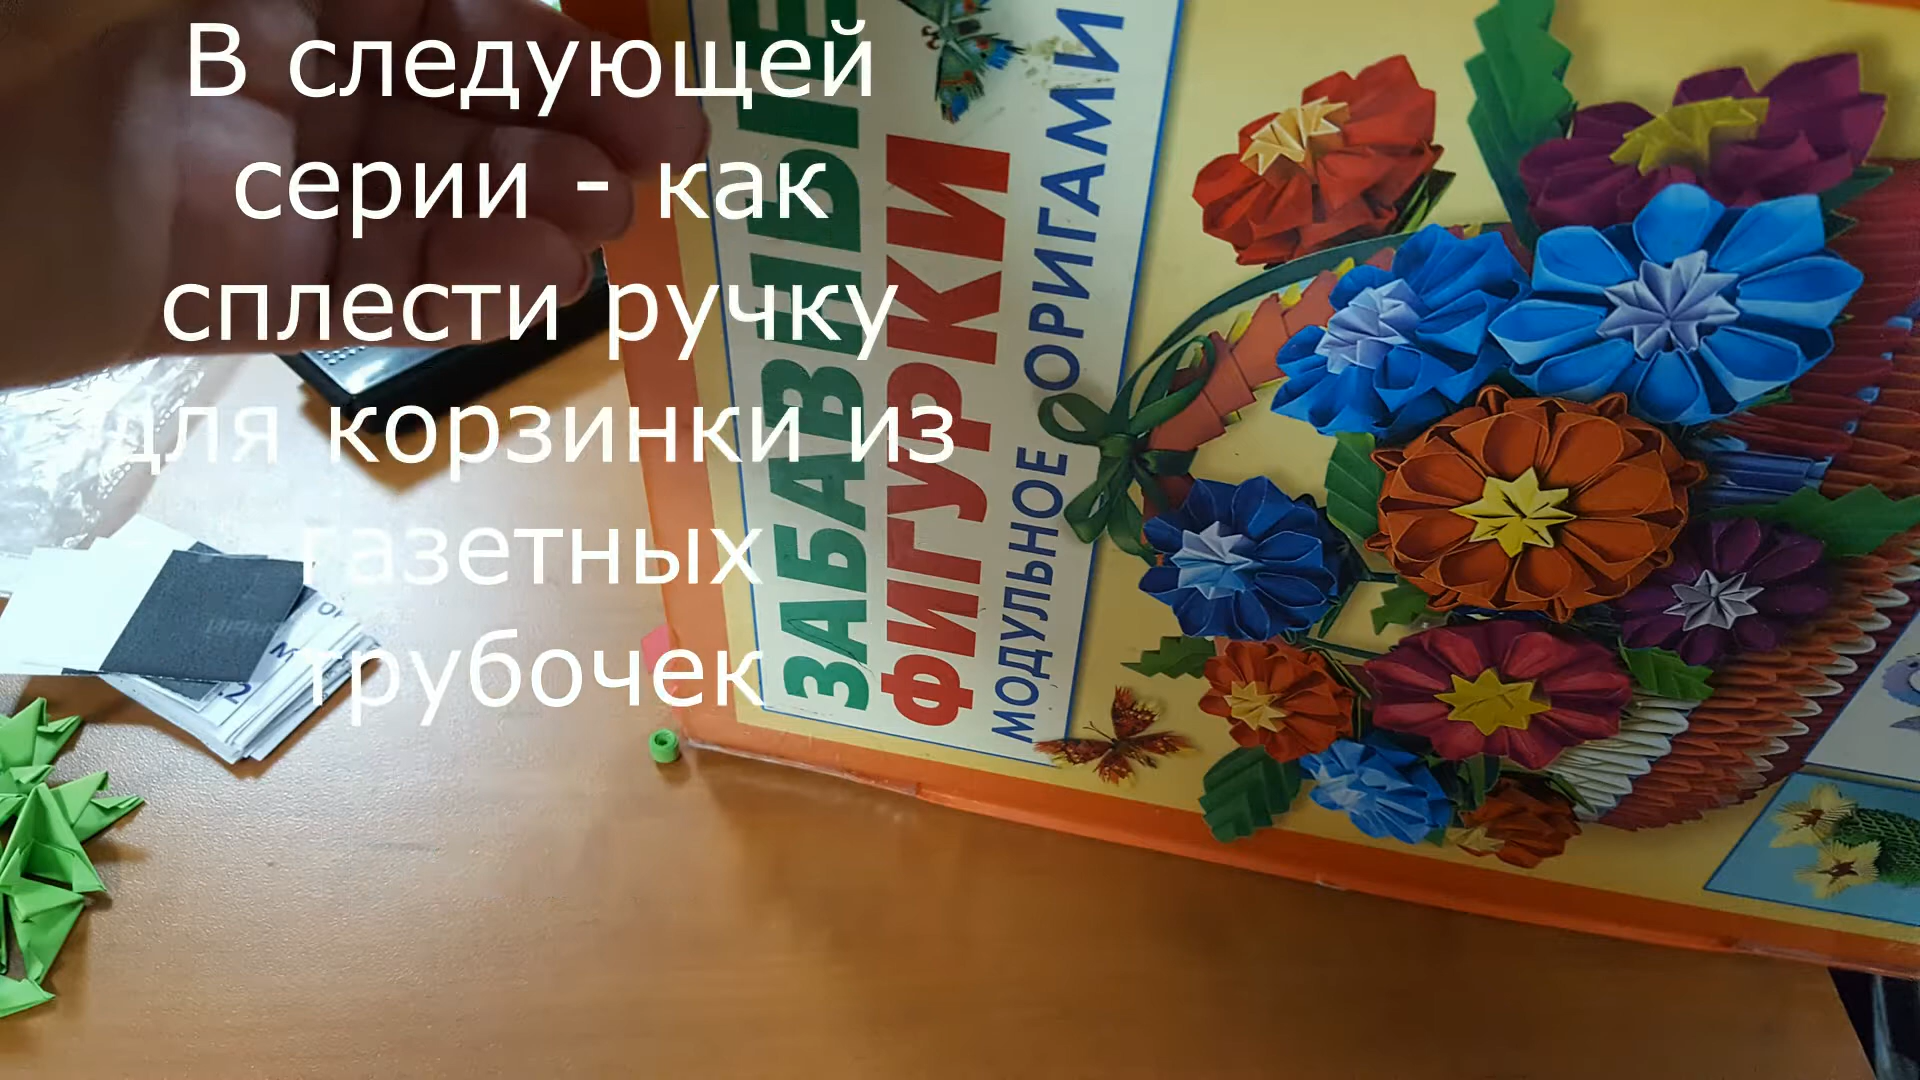 В следующей
серии - как
сплести ручку
для корзинки из
газетных
трубочек
ЗАБАВНЫЕ
ФИГУРКИ
МОДУЛЬНОЕ ОРИГАМИ